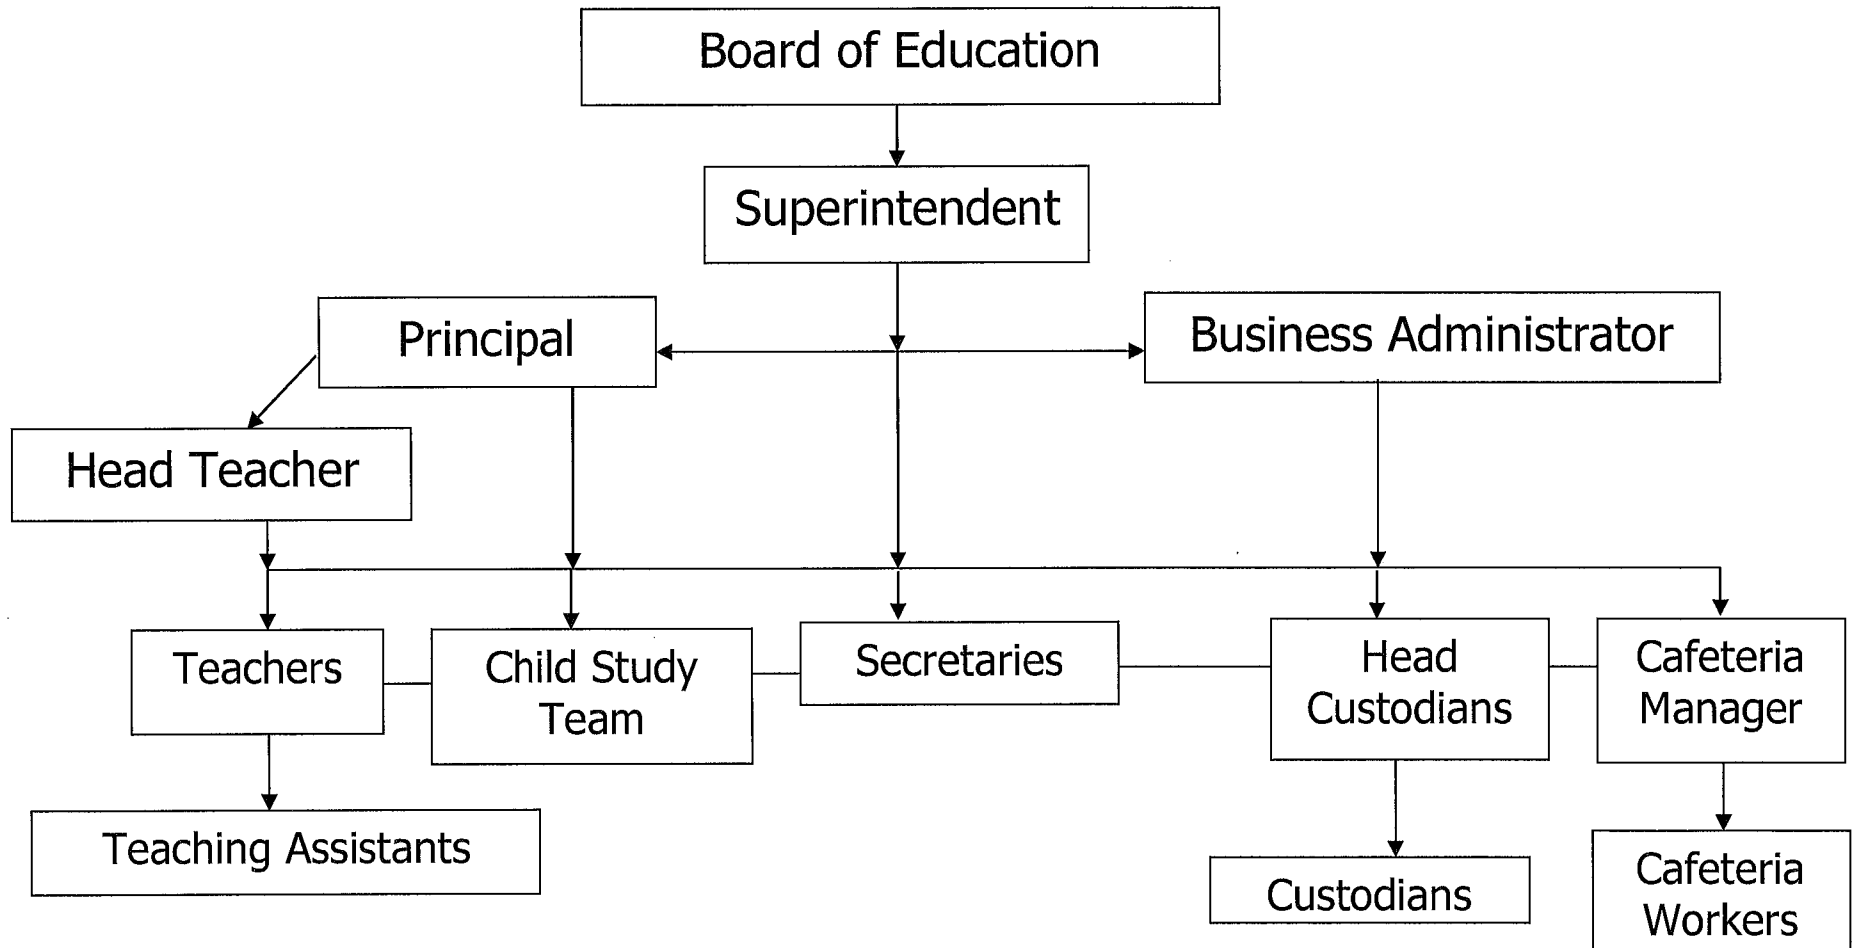 Board of Education
Superintendent
Principal
Business Administrator
Head Teacher
Teachers
Child Study
Team
Secretaries
Head
Custodians
Cafeteria
Manager
Teaching Assistants
Custodians
Cafeteria
Workers